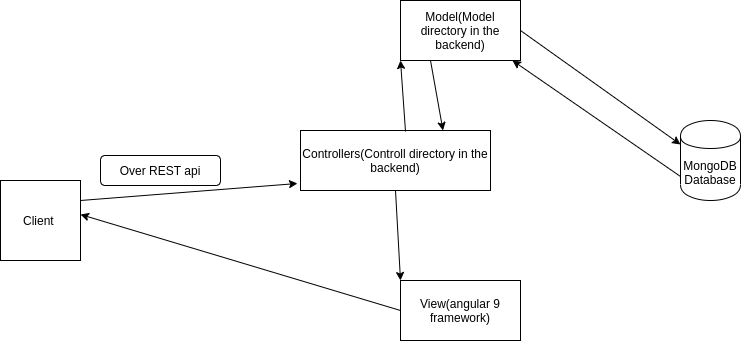 Model(Model
directory in the
backend)
Over REST api
Controllers(Controll directory in the
backend)
MongoDB
Database
Client
View(angular 9
framework)